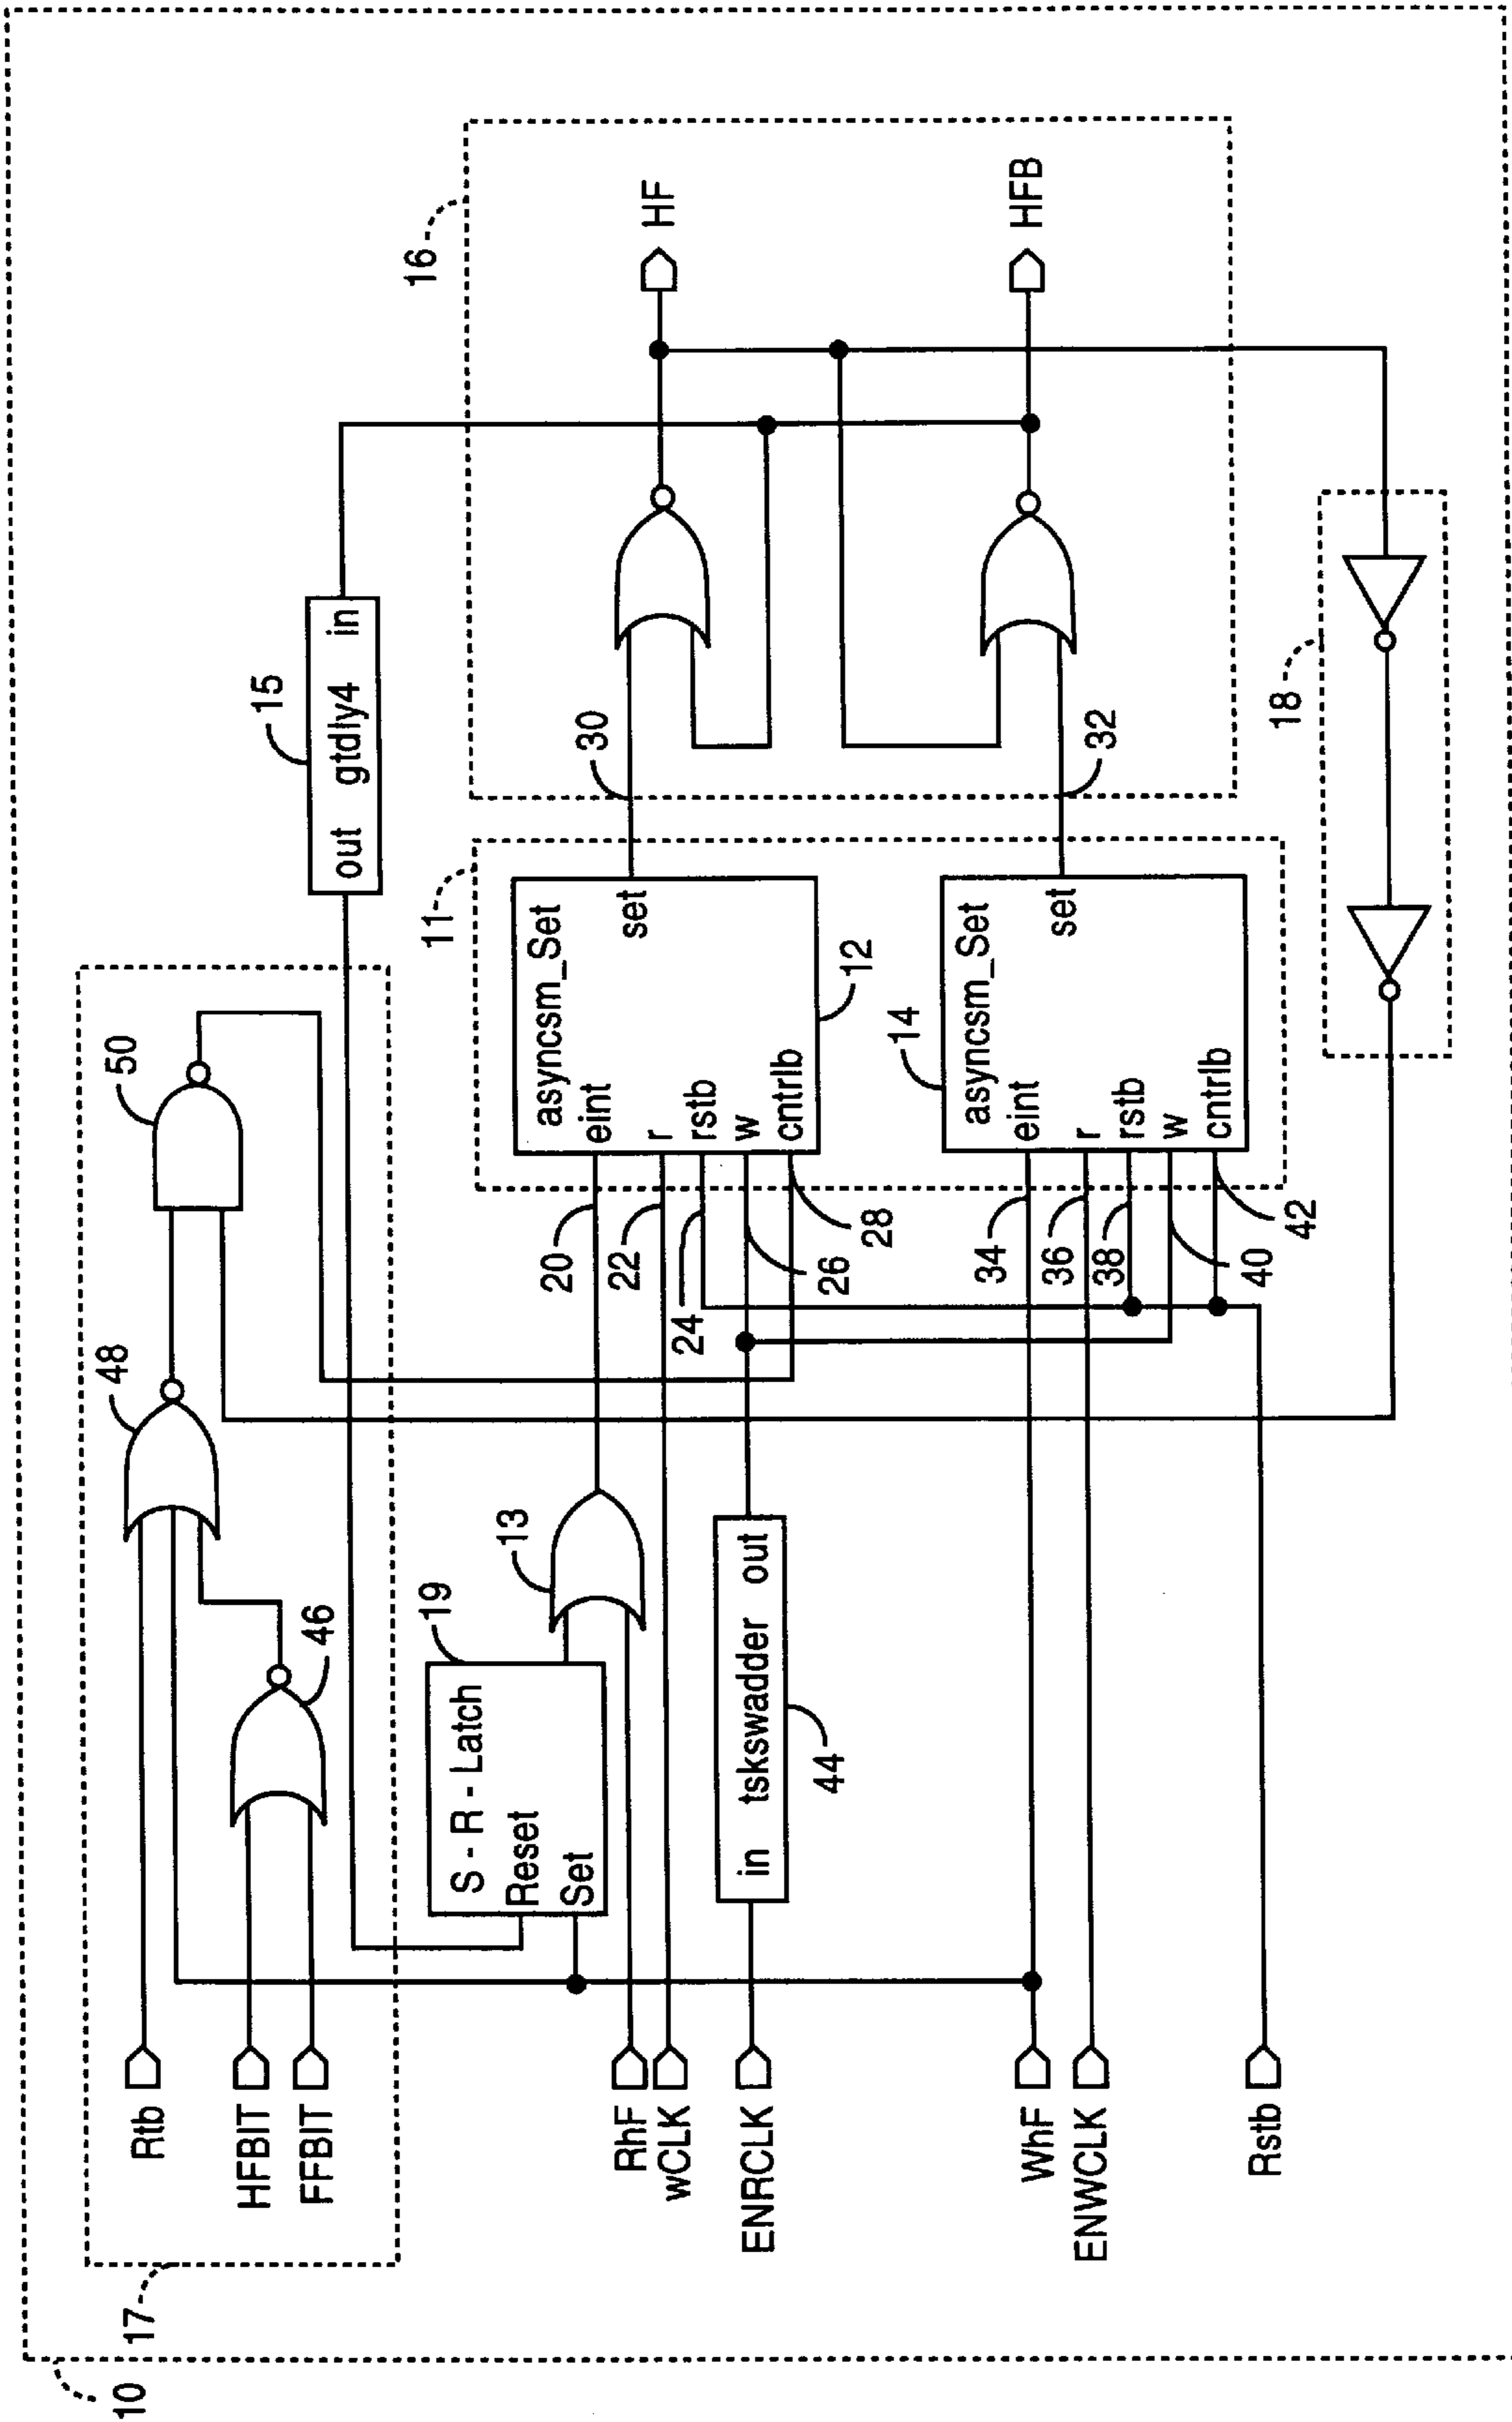 10
17
Rtb
HFBIT
FFBIT
46
48
50
15
out gtdly4 in
19
S - R - Latch
Reset
Set
13
RhF
wCLK
ENRCLK
in tskswadder out
44
WhF
ENWCLK
Rstb
20
22
24
26
28
11
asyncsm_Set
eint
r
rstb
w
cntrlb
set
12
34
36
38
40
42
14
asyncsm_Set
eint
r
rstb
w
cntrlb
set
30
32
16
HF
HFB
18